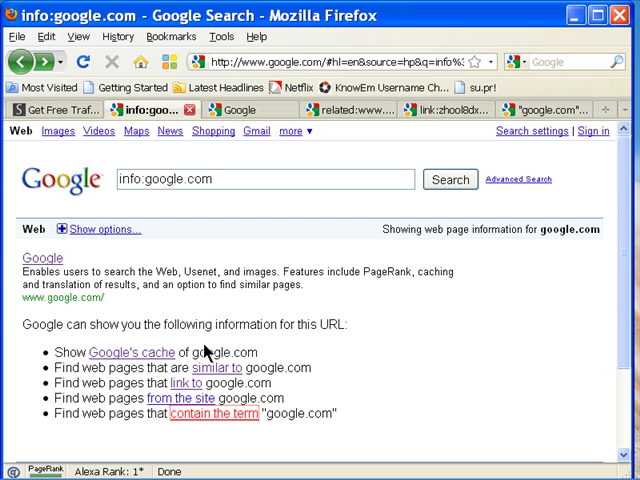 info:google.com - Google Search - Mozilla Firefox
File Edit View History Bookmarks Tools Help
http://www.google.com/#hl=en&source=hp&q=info%3 Google
Most Visited Getting Started Latest Headlines Netflix KnowEm Username Ch... su.pr!
Get Free Traf... info:goo... Google related:www.... link:zhool8dx... "google.com"...
Web Images Videos Maps News Shopping Gmail more ▼ Search settings | Sign in
Google info:google.com Search Advanced Search
Web Show options... Showing web page information for google.com
Google
Enables users to search the Web, Usenet, and images. Features include PageRank, caching
and translation of results, and an option to find similar pages.
www.google.com/
Google can show you the following information for this URL:
• Show Google's cache of google.com
• Find web pages that are similar to google.com
• Find web pages that link to google.com
• Find web pages from the site google.com
• Find web pages that contain the term "google.com"
PageRank Alexa Rank: 1* Done